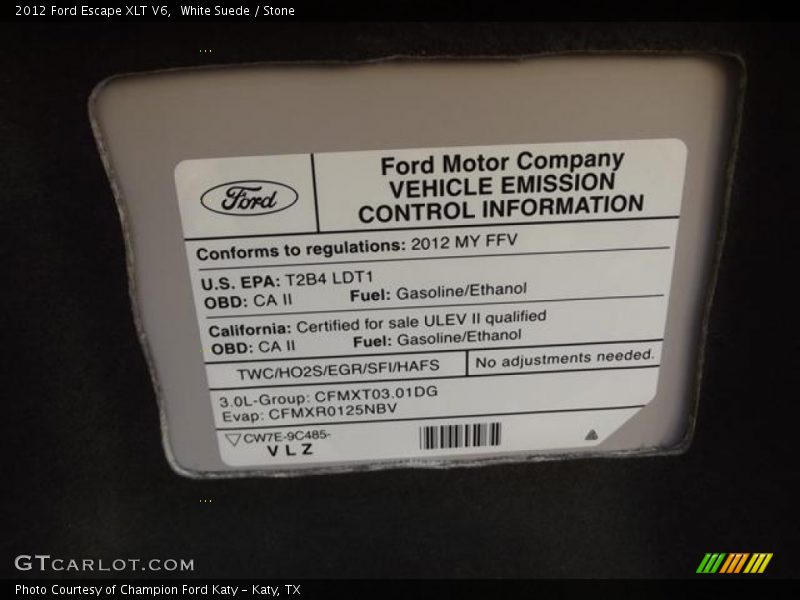 2012 Ford Escape XLT V6,  White Suede / Stone
Ford
Ford Motor Company
VEHICLE EMISSION
CONTROL INFORMATION
Conforms to regulations: 2012 MY FFV
U.S. EPA: T2B4 LDT1
OBD: CA II Fuel: Gasoline/Ethanol
California: Certified for sale ULEV II qualified
OBD: CA II Fuel: Gasoline/Ethanol
TWC/HO2S/EGR/SFI/HAFS
No adjustments needed.
3.0L-Group: CFMXT03.01DG
Evap: CFMXR0125NBV
CW7E-9C485-
V L Z
GTCARLOT.COM
Photo Courtesy of Champion Ford Katy – Katy, TX